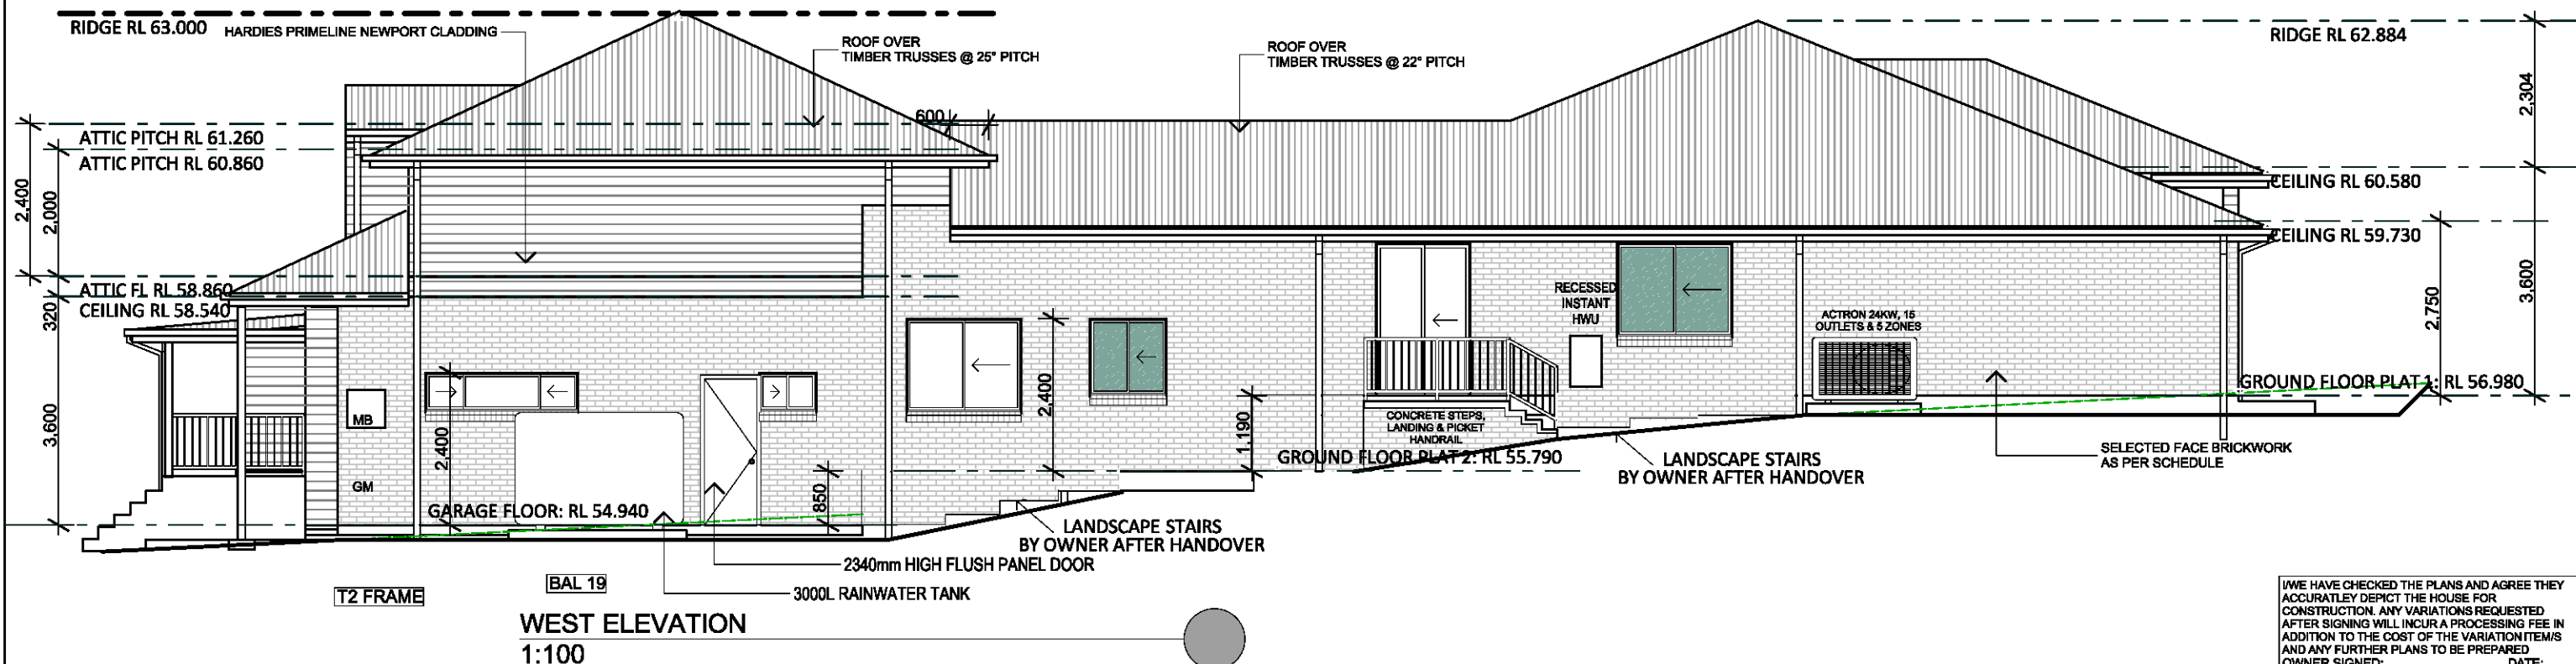 RIDGE RL 63.000
HARDIES PRIMELINE NEWPORT CLADDING
ROOF OVER
TIMBER TRUSSES @ 25° PITCH
ROOF OVER
TIMBER TRUSSES @ 22° PITCH
RIDGE RL 62.884
2,304
600
ATTIC PITCH RL 61.260
ATTIC PITCH RL 60.860
CEILING RL 60.580
2,400
2,000
CEILING RL 59.730
ATTIC FL RL 58.860
CEILING RL 58.540
320
RECESSED
INSTANT
HWU
ACTRON 24KW, 15
OUTLETS & 5 ZONES
2,750
3,600
GROUND FLOOR PLAT 1: RL 56.980
3,600
MB
GM
2,400
2,400
1,190
850
CONCRETE STEPS,
LANDING & PICKET
HANDRAIL
GROUND FLOOR PLAT 2: RL 55.790
LANDSCAPE STAIRS
BY OWNER AFTER HANDOVER
SELECTED FACE BRICKWORK
AS PER SCHEDULE
GARAGE FLOOR: RL 54.940
LANDSCAPE STAIRS
BY OWNER AFTER HANDOVER
2340mm HIGH FLUSH PANEL DOOR
3000L RAINWATER TANK
T2 FRAME
BAL 19
WEST ELEVATION
1:100
I/WE HAVE CHECKED THE PLANS AND AGREE THEY
ACCURATLEY DEPICT THE HOUSE FOR
CONSTRUCTION. ANY VARIATIONS REQUESTED
AFTER SIGNING WILL INCUR A PROCESSING FEE IN
ADDITION TO THE COST OF THE VARIATION ITEM/S
AND ANY FURTHER PLANS TO BE PREPARED
OWNER SIGNED: DATE: